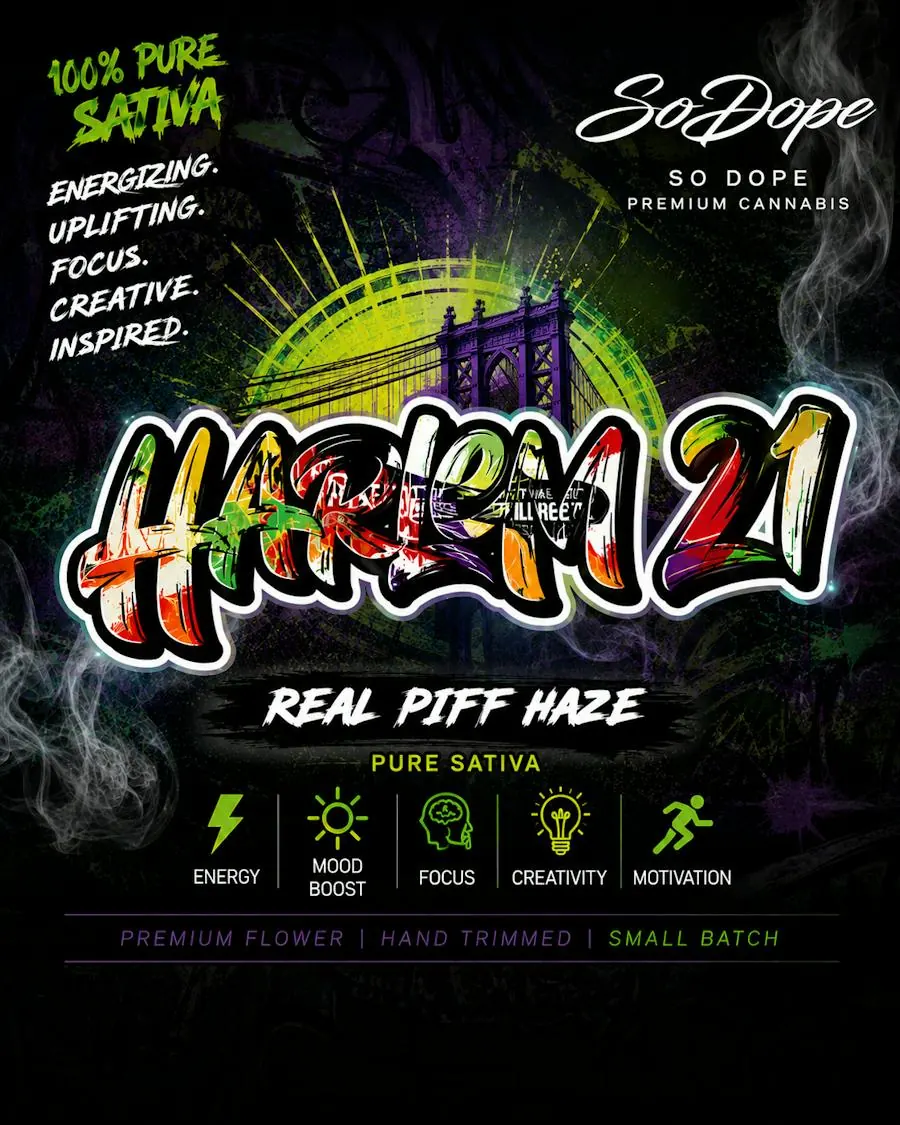 100% PURE
SATIVA
ENERGIZING.
UPLIFTING.
FOCUS.
CREATIVE.
INSPIRED.
SoDope
SO DOPE
PREMIUM CANNABIS
HARLEM 21
REAL PIFF HAZE
PURE SATIVA
ENERGY
MOOD
BOOST
FOCUS
CREATIVITY
MOTIVATION
PREMIUM FLOWER | HAND TRIMMED | SMALL BATCH